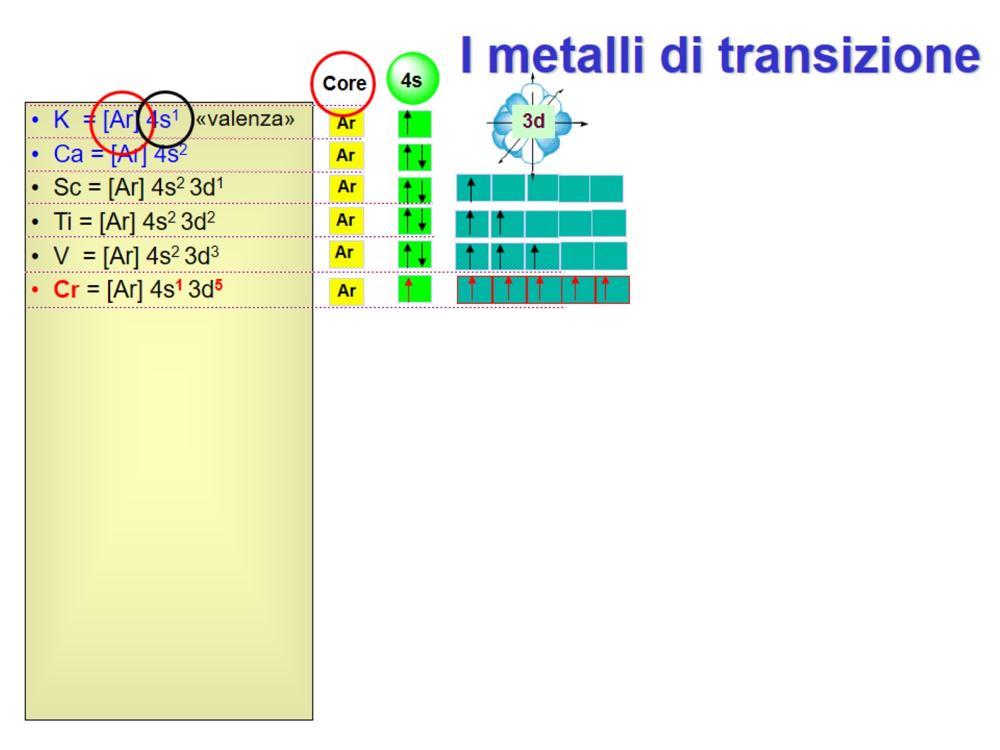 I metalli di transizione
Core
4s
3d
• K = [Ar] 4s¹ «valenza»
Ar
• Ca = [Ar] 4s²
Ar
• Sc = [Ar] 4s² 3d¹
Ar
• Ti = [Ar] 4s² 3d²
Ar
• V = [Ar] 4s² 3d³
Ar
• Cr = [Ar] 4s¹ 3d⁵
Ar